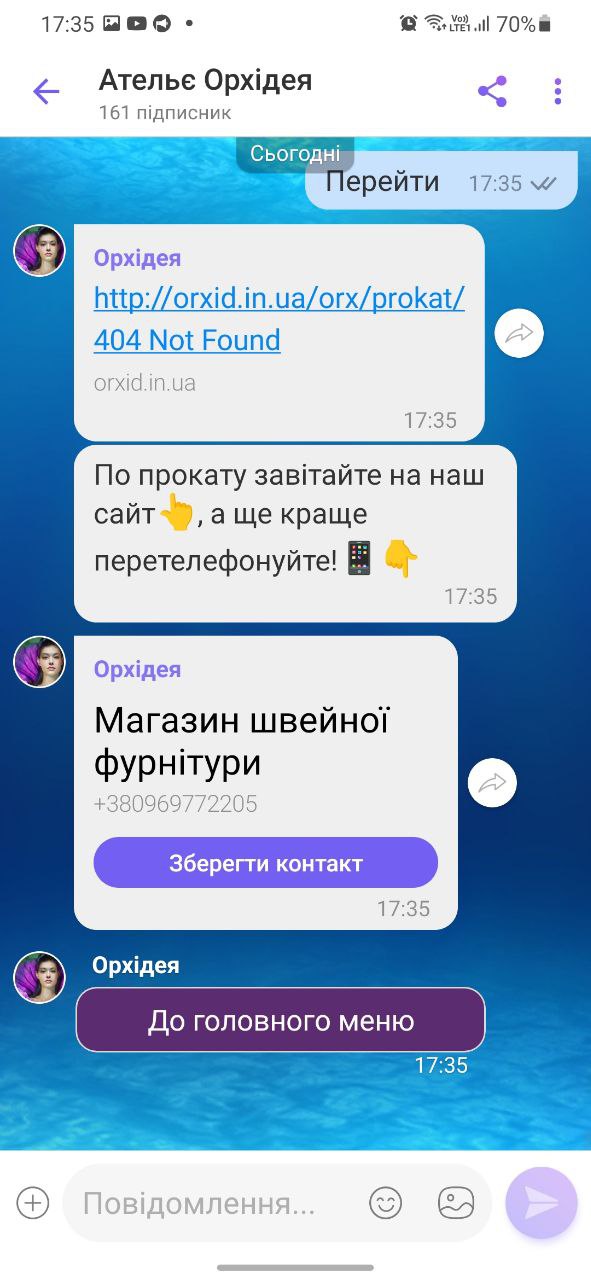 17:35
Vo))
LTE1
70%
Ательє Орхідея
161 підписник
Сьогодні
Перейти 17:35
Орхідея
http://orxid.in.ua/orx/prokat/
404 Not Found
orxid.in.ua
17:35
По прокату завітайте на наш
сайт👆, а ще краще
перетелефонуйте!📱👇
17:35
Орхідея
Магазин швейної
фурнітури
+380969772205
Зберегти контакт
17:35
Орхідея
До головного меню
17:35
Повідомлення...